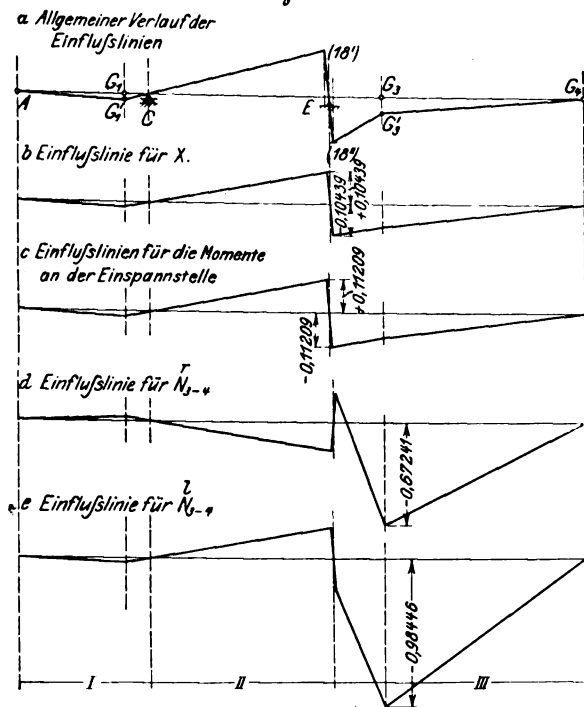 a Allgemeiner Verlauf der
Einflußlinien
(18')
A
G₁
G₁'
C
E
G₃
G₃'
G₄
(18")
b Einflußlinie für X.
-0,10439
+0,10439
c Einflußlinien für die Momente
an der Einspannstelle
+0,11209
-0,11209
d Einflußlinie für N^r₃₋₄
-0,67241
e Einflußlinie für N^l₃₋₄
-0,98446
I II III